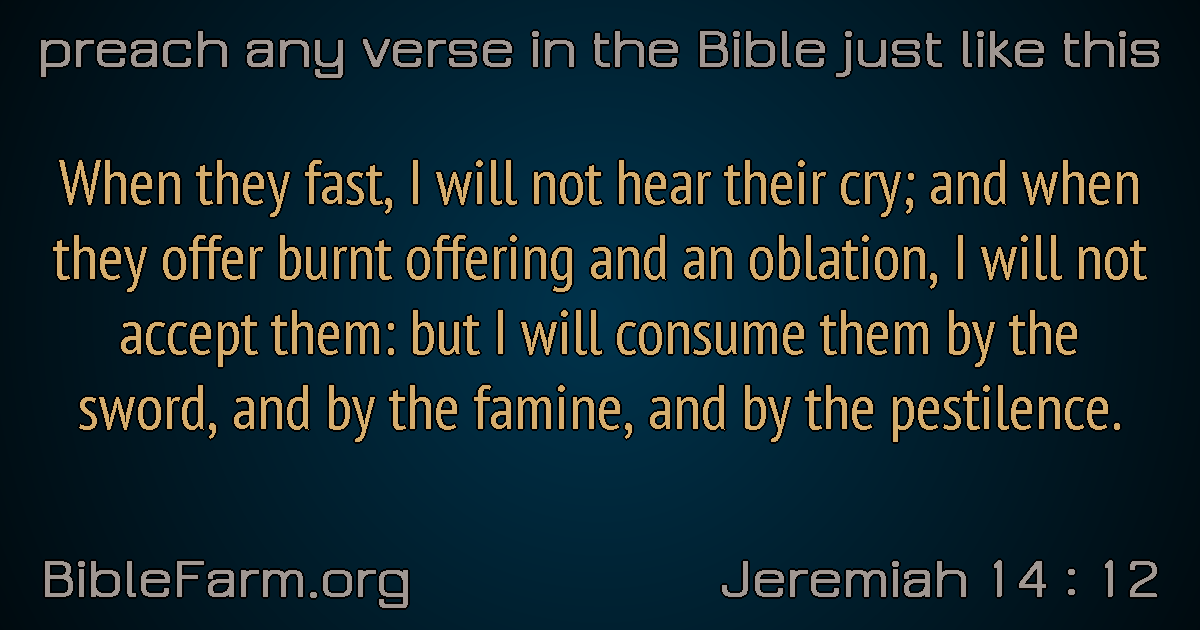 preach any verse in the Bible just like this
When they fast, I will not hear their cry; and when
they offer burnt offering and an oblation, I will not
accept them: but I will consume them by the
sword, and by the famine, and by the pestilence.
BibleFarm.org
Jeremiah 14 : 12